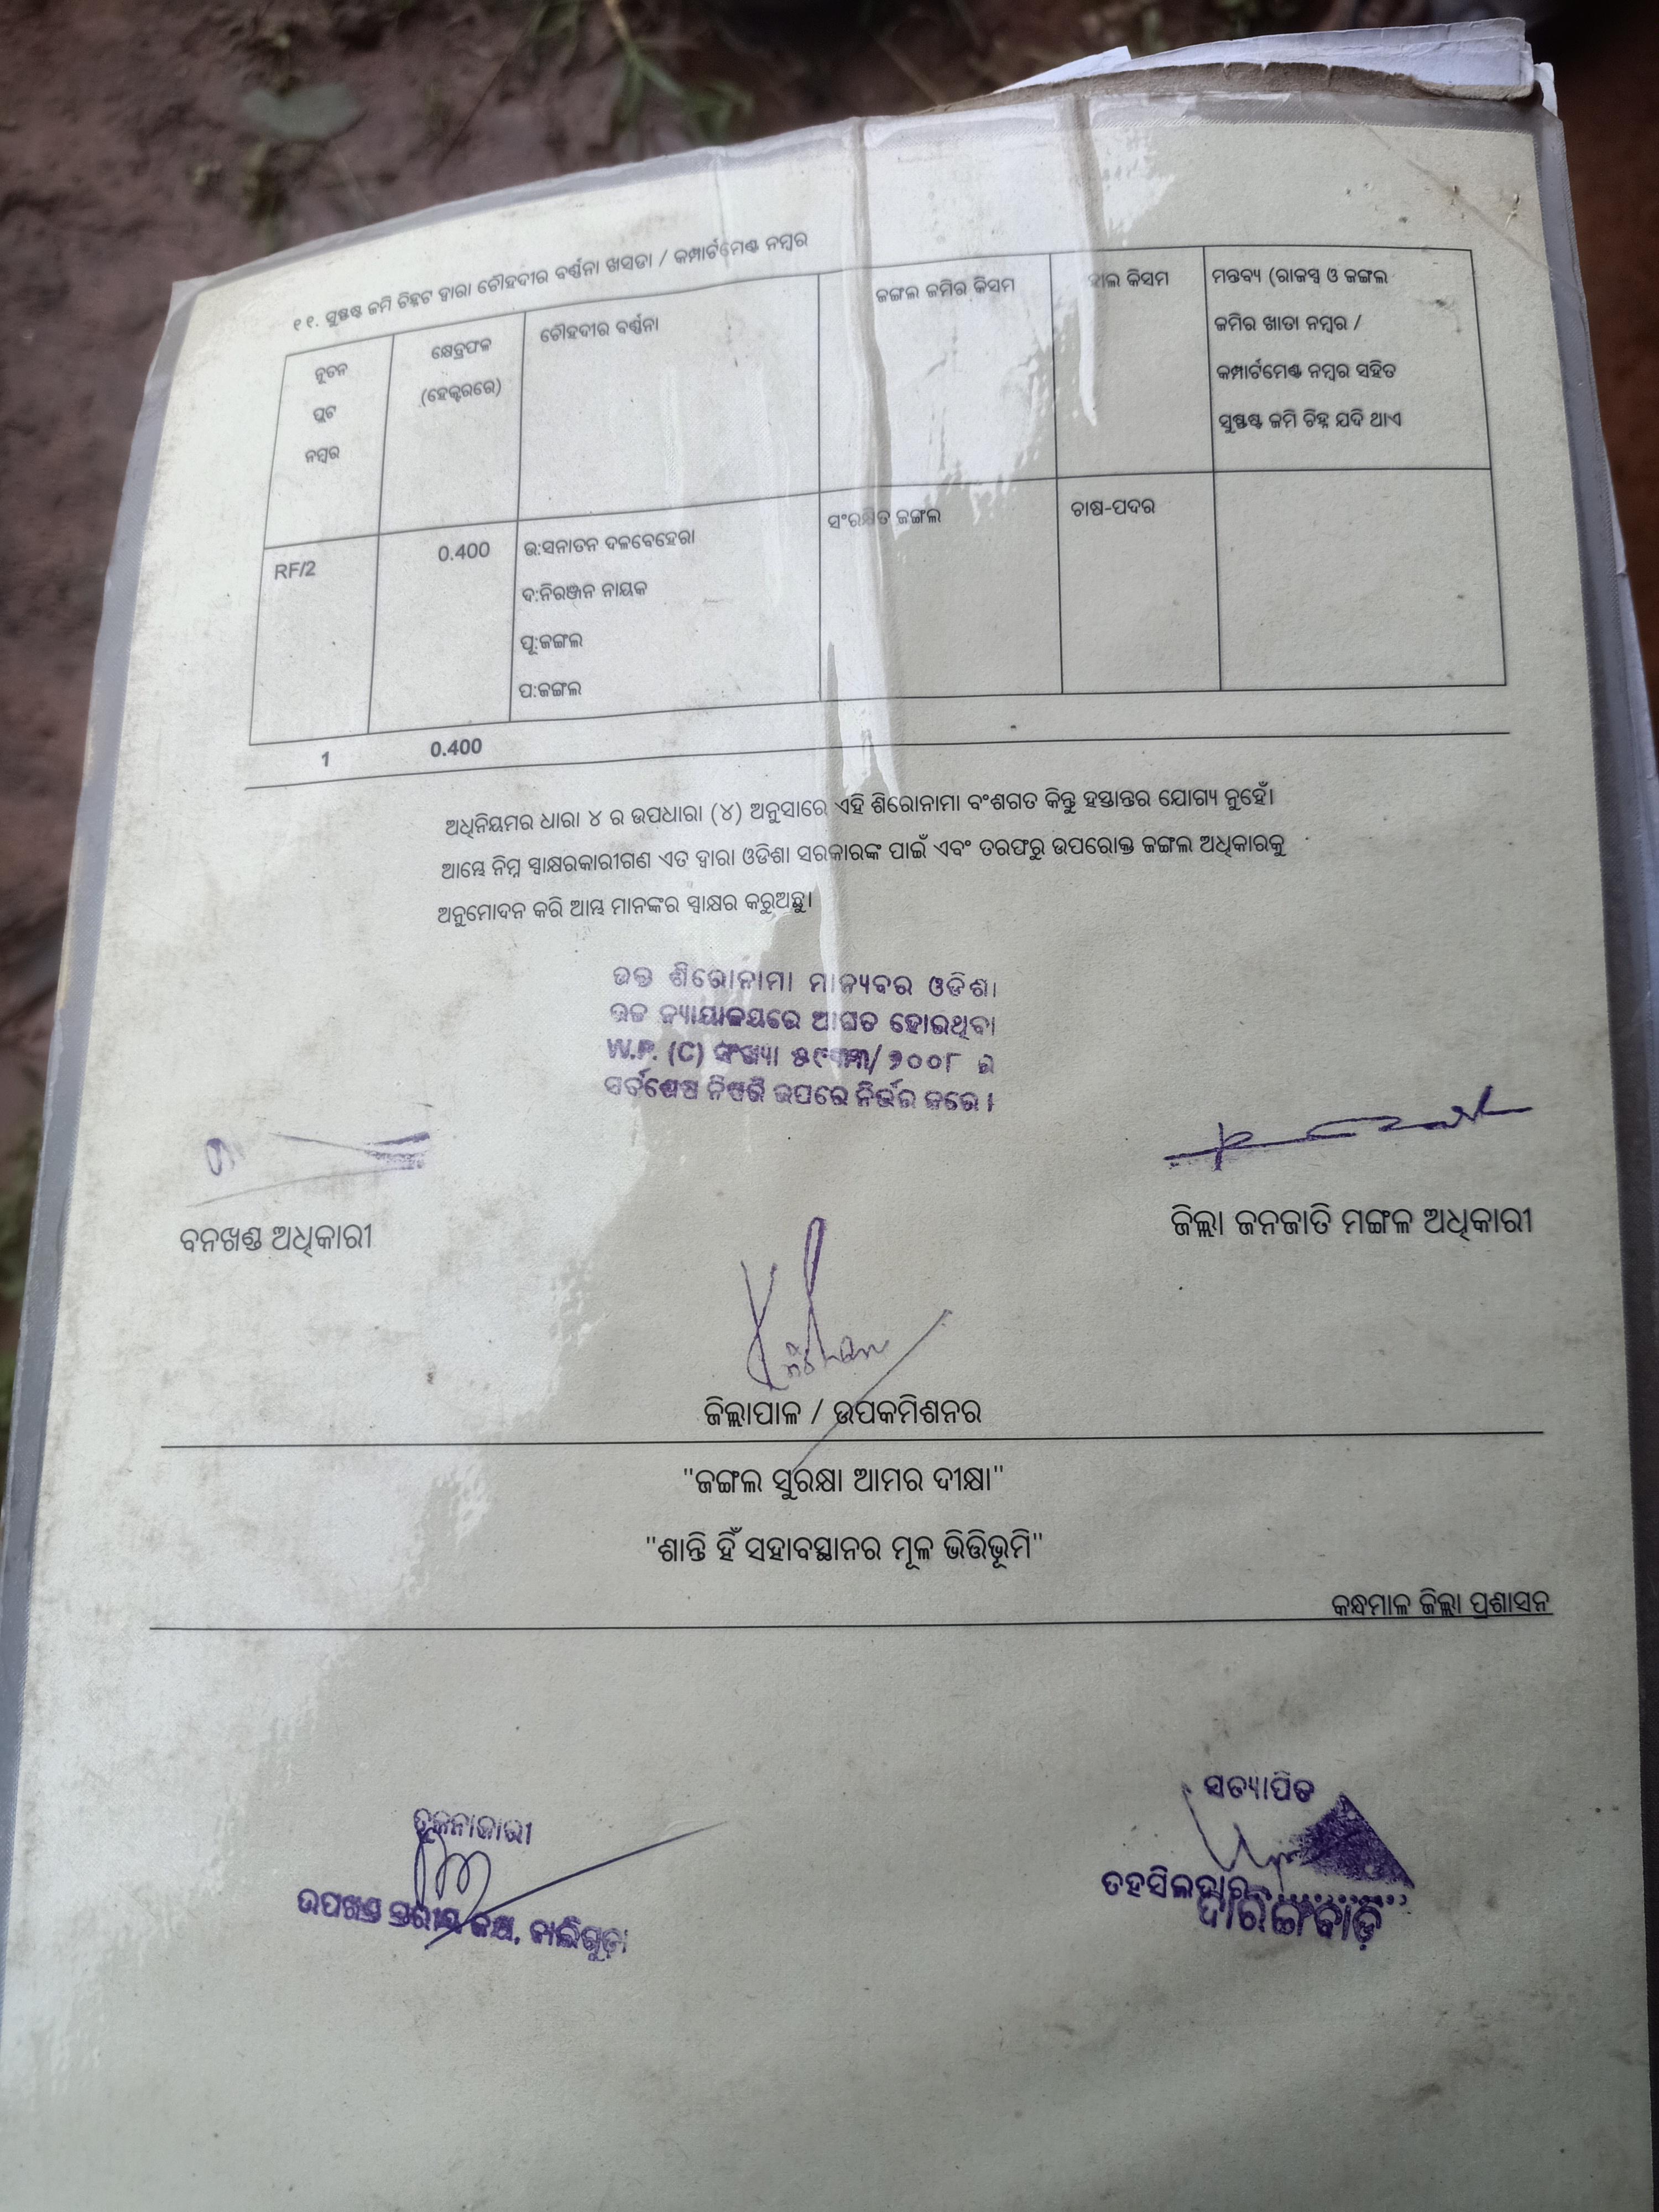 ୧୧. ସୁଷ୍ପଷ୍ଟ ଜମି ଚିହ୍ନଟ ଦ୍ୱାରା ଚୌହଦୀର ବର୍ଣ୍ଣନା ଖସଡା / କମ୍ପାର୍ଟମେଣ୍ଟ ନମ୍ବର
ନୂତନ ପ୍ଲଟ ନମ୍ବର
କ୍ଷେତ୍ରଫଳ (ହେକ୍ଟରରେ)
ଚୌହଦୀର ବର୍ଣ୍ଣନା
ଜଙ୍ଗଲ ଜମିର କିସମ
ହାଲ କିସମ
ମନ୍ତବ୍ୟ (ରାଜସ୍ୱ ଓ ଜଙ୍ଗଲ
ଜମିର ଖାତା ନମ୍ବର /
କମ୍ପାର୍ଟମେଣ୍ଟ ନମ୍ବର ସହିତ
ସୁଷ୍ପଷ୍ଟ ଜମି ଚିହ୍ନ ଯଦି ଥାଏ
RF/2
0.400
ଉ:ସନାତନ ଦଳବେହେରା
ଦ:ନିରଞ୍ଜନ ନାୟକ
ପୂ:ଜଙ୍ଗଲ
ପ:ଜଙ୍ଗଲ
ସଂରକ୍ଷିତ ଜଙ୍ଗଲ
ଚାଷ-ପଦର
1 0.400
ଅଧିନିୟମର ଧାରା ୪ ର ଉପଧାରା (୪) ଅନୁସାରେ ଏହି ଶିରୋନାମା ବଂଶଗତ କିନ୍ତୁ ହସ୍ତାନ୍ତର ଯୋଗ୍ୟ ନୁହେଁ।
ଆମ୍ଭେ ନିମ୍ନ ସ୍ୱାକ୍ଷରକାରୀଗଣ ଏତ ଦ୍ୱାରା ଓଡିଶା ସରକାରଙ୍କ ପାଇଁ ଏବଂ ତରଫରୁ ଉପରୋକ୍ତ ଜଙ୍ଗଲ ଅଧିକାରକୁ
ଅନୁମୋଦନ କରି ଆମ୍ଭ ମାନଙ୍କର ସ୍ୱାକ୍ଷର କରୁଅଛୁ।
ଉକ୍ତ ଶିରୋନାମା ମାନ୍ୟବର ଓଡିଶା
ଉଚ୍ଚ ନ୍ୟାୟାଳୟରେ ଆଗତ ହୋଇଥିବା
W.P. (C) ସଂଖ୍ୟା /୨୦୦୮ ର
ସର୍ବଶେଷ ନିଷ୍ପତ୍ତି ଉପରେ ନିର୍ଭର କରେ।
ବନଖଣ୍ଡ ଅଧିକାରୀ
ଜିଲ୍ଲା ଜନଜାତି ମଙ୍ଗଳ ଅଧିକାରୀ
ଜିଲ୍ଲାପାଳ / ଉପକମିଶନର
"ଜଙ୍ଗଲ ସୁରକ୍ଷା ଆମର ଦୀକ୍ଷା"
"ଶାନ୍ତି ହିଁ ସହାବସ୍ଥାନର ମୂଳ ଭିତ୍ତିଭୂମି"
କନ୍ଧମାଳ ଜିଲ୍ଲା ପ୍ରଶାସନ
ସତ୍ୟାପିତ
ତୁଳନାକାରୀ
ତହସିଲଦାର
ଉପଖଣ୍ଡ ସ୍ତରୀୟ କକ୍ଷ, ବାଲିଗୁଡ଼ା
ଦାରିଙ୍ଗବାଡ଼ି